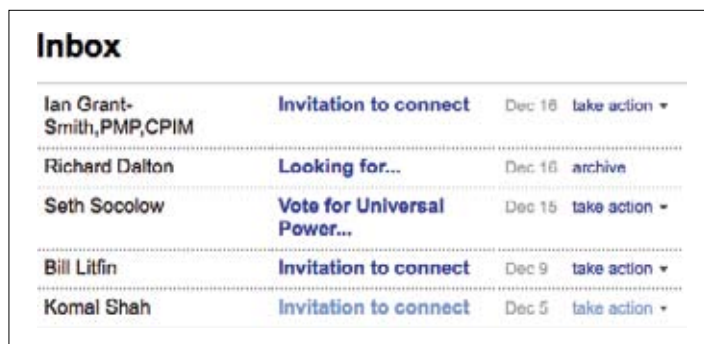 Inbox
Ian Grant- Invitation to connect Dec 16 take action
Smith,PMP,CPIM
Richard Dalton Looking for... Dec 16 archive
Seth Socolow Vote for Universal Dec 15 take action
Power...
Bill Litfin Invitation to connect Dec 9 take action
Komal Shah Invitation to connect Dec 5 take action